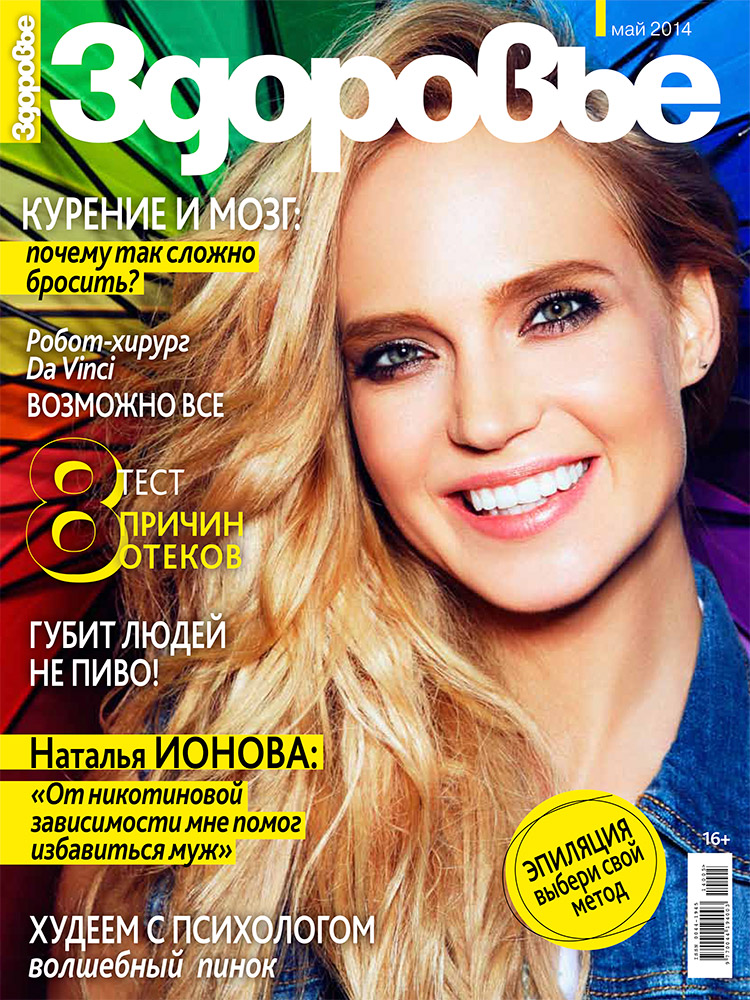 Здоровье
май 2014
Здоровье
КУРЕНИЕ И МОЗГ:
почему так сложно
бросить?
Робот-хирург
Da Vinci
ВОЗМОЖНО ВСЕ
8
ТЕСТ
ПРИЧИН
ОТЕКОВ
ГУБИТ ЛЮДЕЙ
НЕ ПИВО!
Наталья ИОНОВА:
«От никотиновой
зависимости мне помог
избавиться муж»
ЭПИЛЯЦИЯ
выбери свой
метод
16+
ХУДЕЕМ С ПСИХОЛОГОМ
волшебный пинок